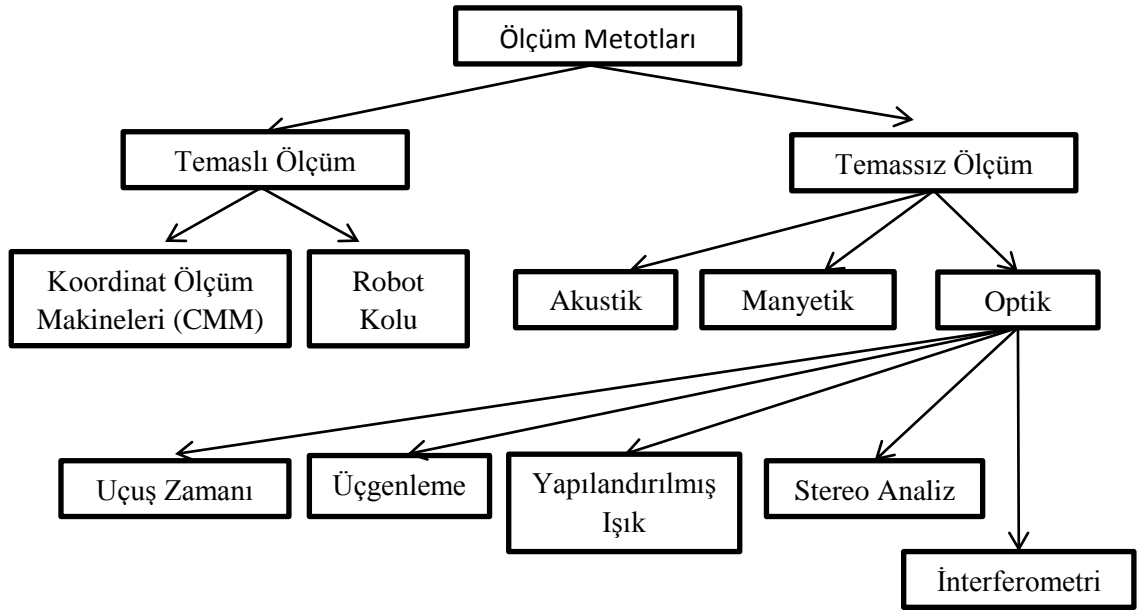 Ölçüm Metotları
Temaslı Ölçüm
Temassız Ölçüm
Koordinat Ölçüm
Makineleri (CMM)
Robot
Kolu
Akustik
Manyetik
Optik
Uçuş Zamanı
Üçgenleme
Yapılandırılmış
Işık
Stereo Analiz
İnterferometri